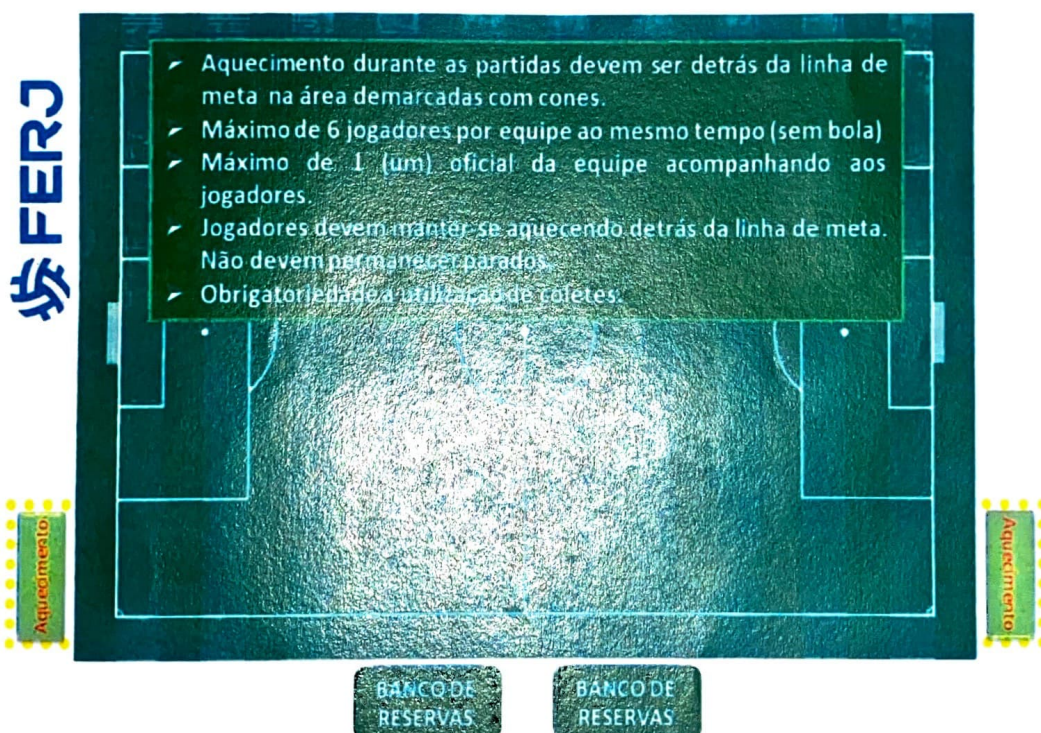 FERJ
➤ Aquecimento durante as partidas devem ser detrás da linha de
meta na área demarcadas com cones.
➤ Máximo de 6 jogadores por equipe ao mesmo tempo (sem bola)
➤ Máximo de 1 (um) oficial da equipe acompanhando aos
jogadores.
➤ Jogadores devem manter-se aquecendo detrás da linha de meta.
Não devem permanecer parados.
➤ Obrigatoriedade a utilização de coletes.
Aquecimento
Aquecimento
BANCO DE
RESERVAS
BANCO DE
RESERVAS